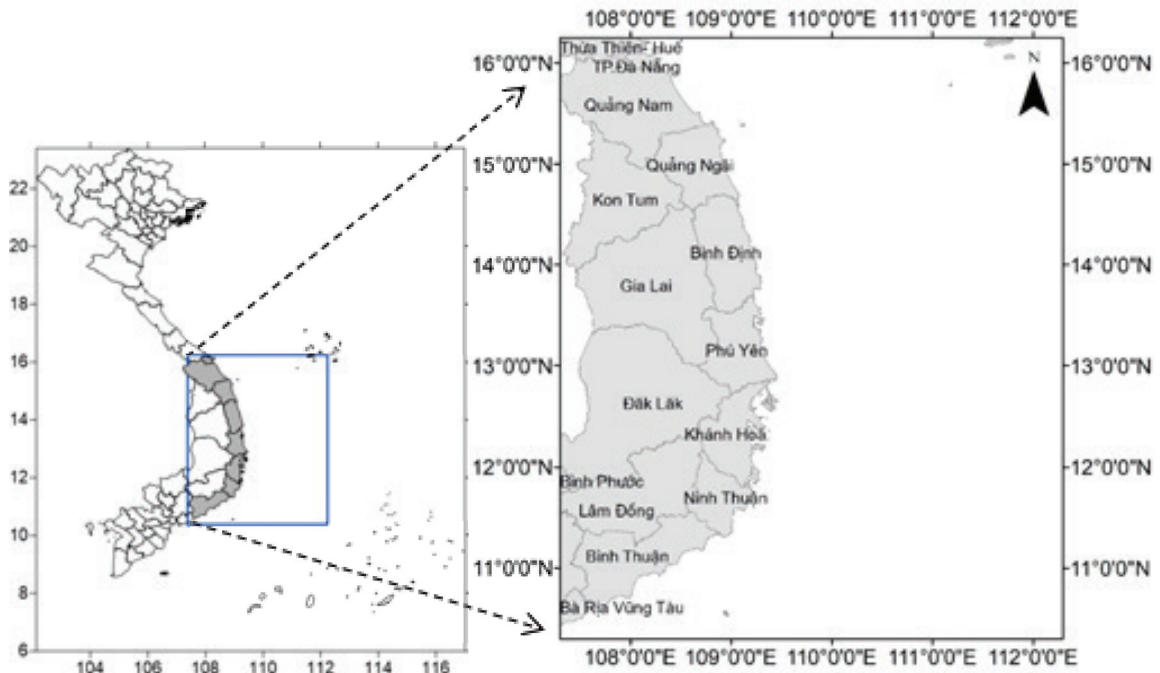 108°0'0"E 109°0'0"E 110°0'0"E 111°0'0"E 112°0'0"E
Thừa Thiên- Huế
N
16°0'0"N 16°0'0"N
TP.Đà Nẵng
Quảng Nam
15°0'0"N 15°0'0"N
Quảng Ngãi
Kon Tum
14°0'0"N 14°0'0"N
Bình Định
Gia Lai
13°0'0"N 13°0'0"N
Phú Yên
Đăk Lăk
Khánh Hoà
12°0'0"N 12°0'0"N
Bình Phước
Ninh Thuận
Lâm Đồng
Bình Thuận
11°0'0"N 11°0'0"N
Bà Rịa Vũng Tàu
108°0'0"E 109°0'0"E 110°0'0"E 111°0'0"E 112°0'0"E
22
20
18
16
14
12
10
8
6
104 106 108 110 112 114 116